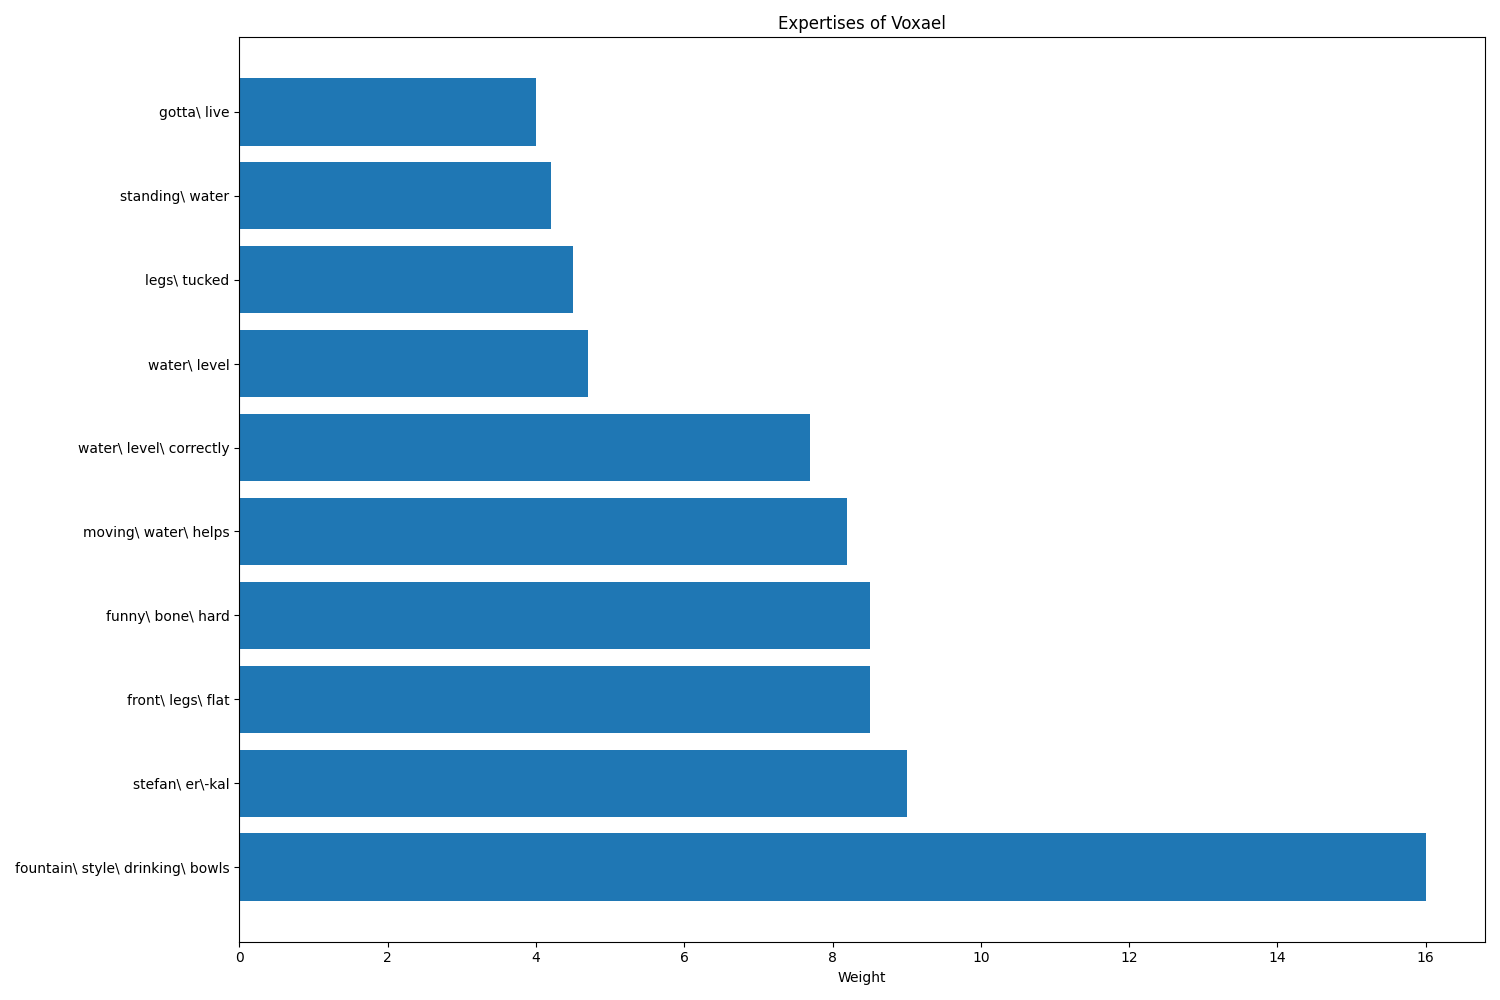 Expertises of Voxael
gotta\ live
standing\ water
legs\ tucked
water\ level
water\ level\ correctly
moving\ water\ helps
funny\ bone\ hard
front\ legs\ flat
stefan\ er\-kal
fountain\ style\ drinking\ bowls
0 2 4 6 8 10 12 14 16
Weight